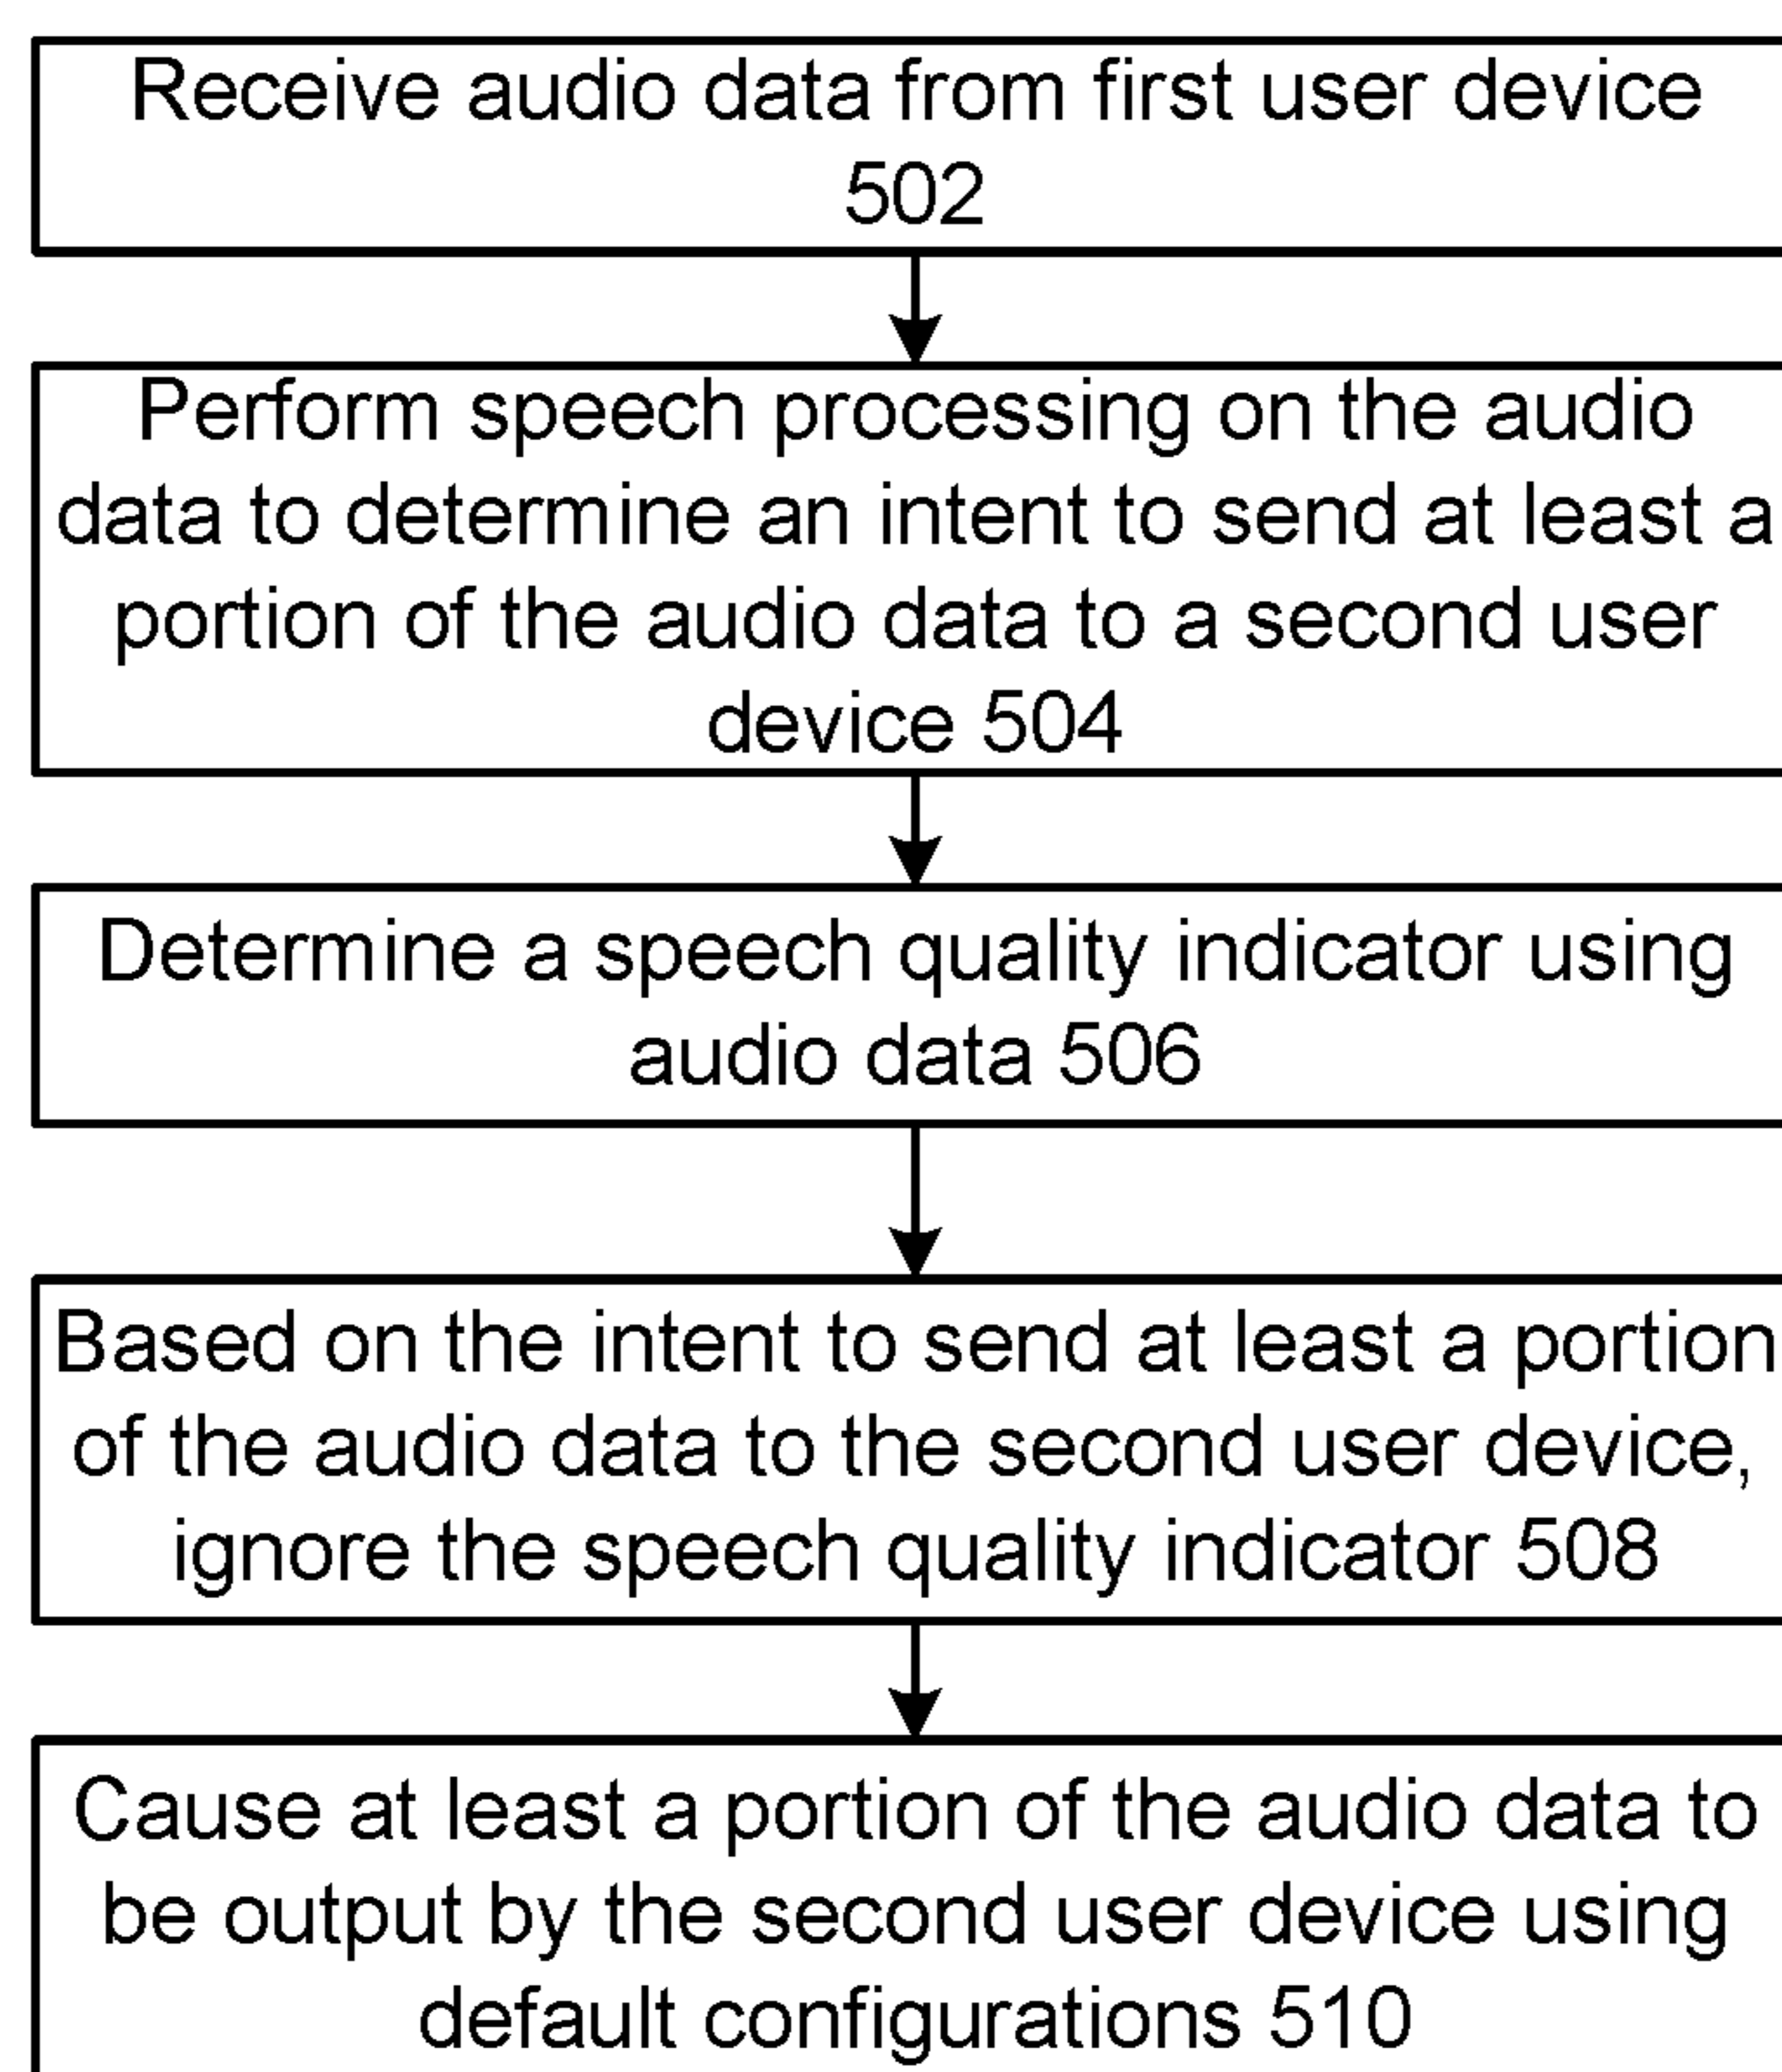 Receive audio data from first user device
502
Perform speech processing on the audio
data to determine an intent to send at least a
portion of the audio data to a second user
device 504
Determine a speech quality indicator using
audio data 506
Based on the intent to send at least a portion
of the audio data to the second user device,
ignore the speech quality indicator 508
Cause at least a portion of the audio data to
be output by the second user device using
default configurations 510